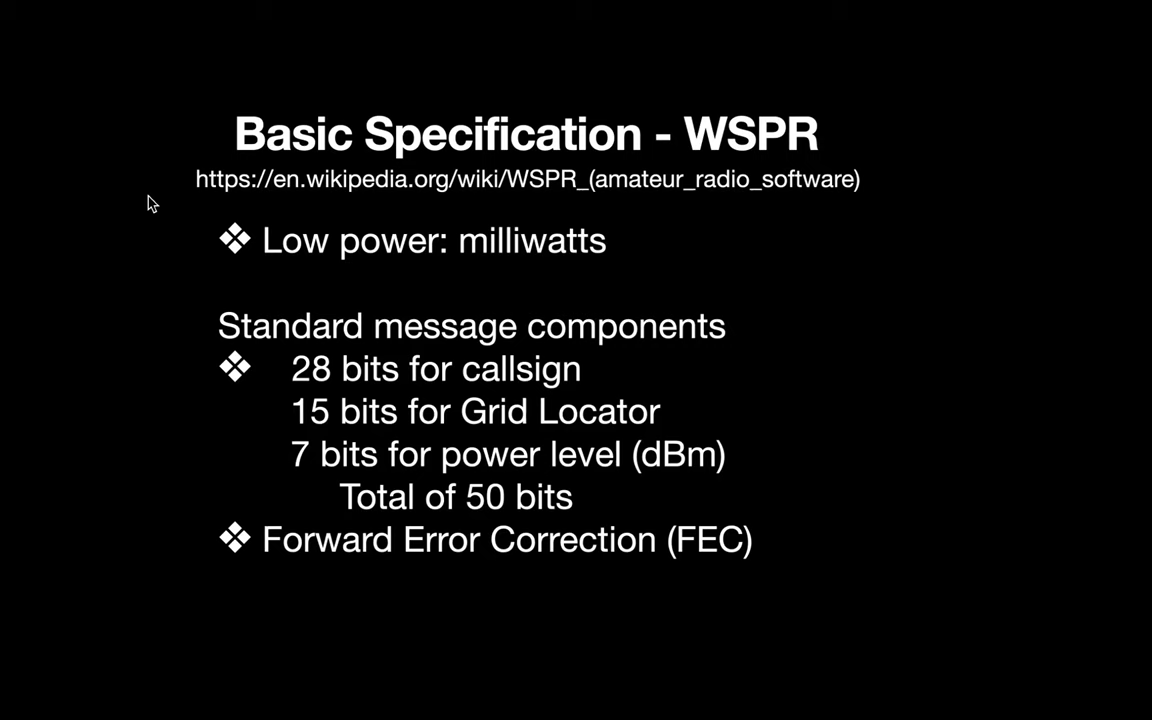 Basic Specification - WSPR
https://en.wikipedia.org/wiki/WSPR_(amateur_radio_software)
❖ Low power: milliwatts
Standard message components
❖ 28 bits for callsign
15 bits for Grid Locator
7 bits for power level (dBm)
Total of 50 bits
❖ Forward Error Correction (FEC)